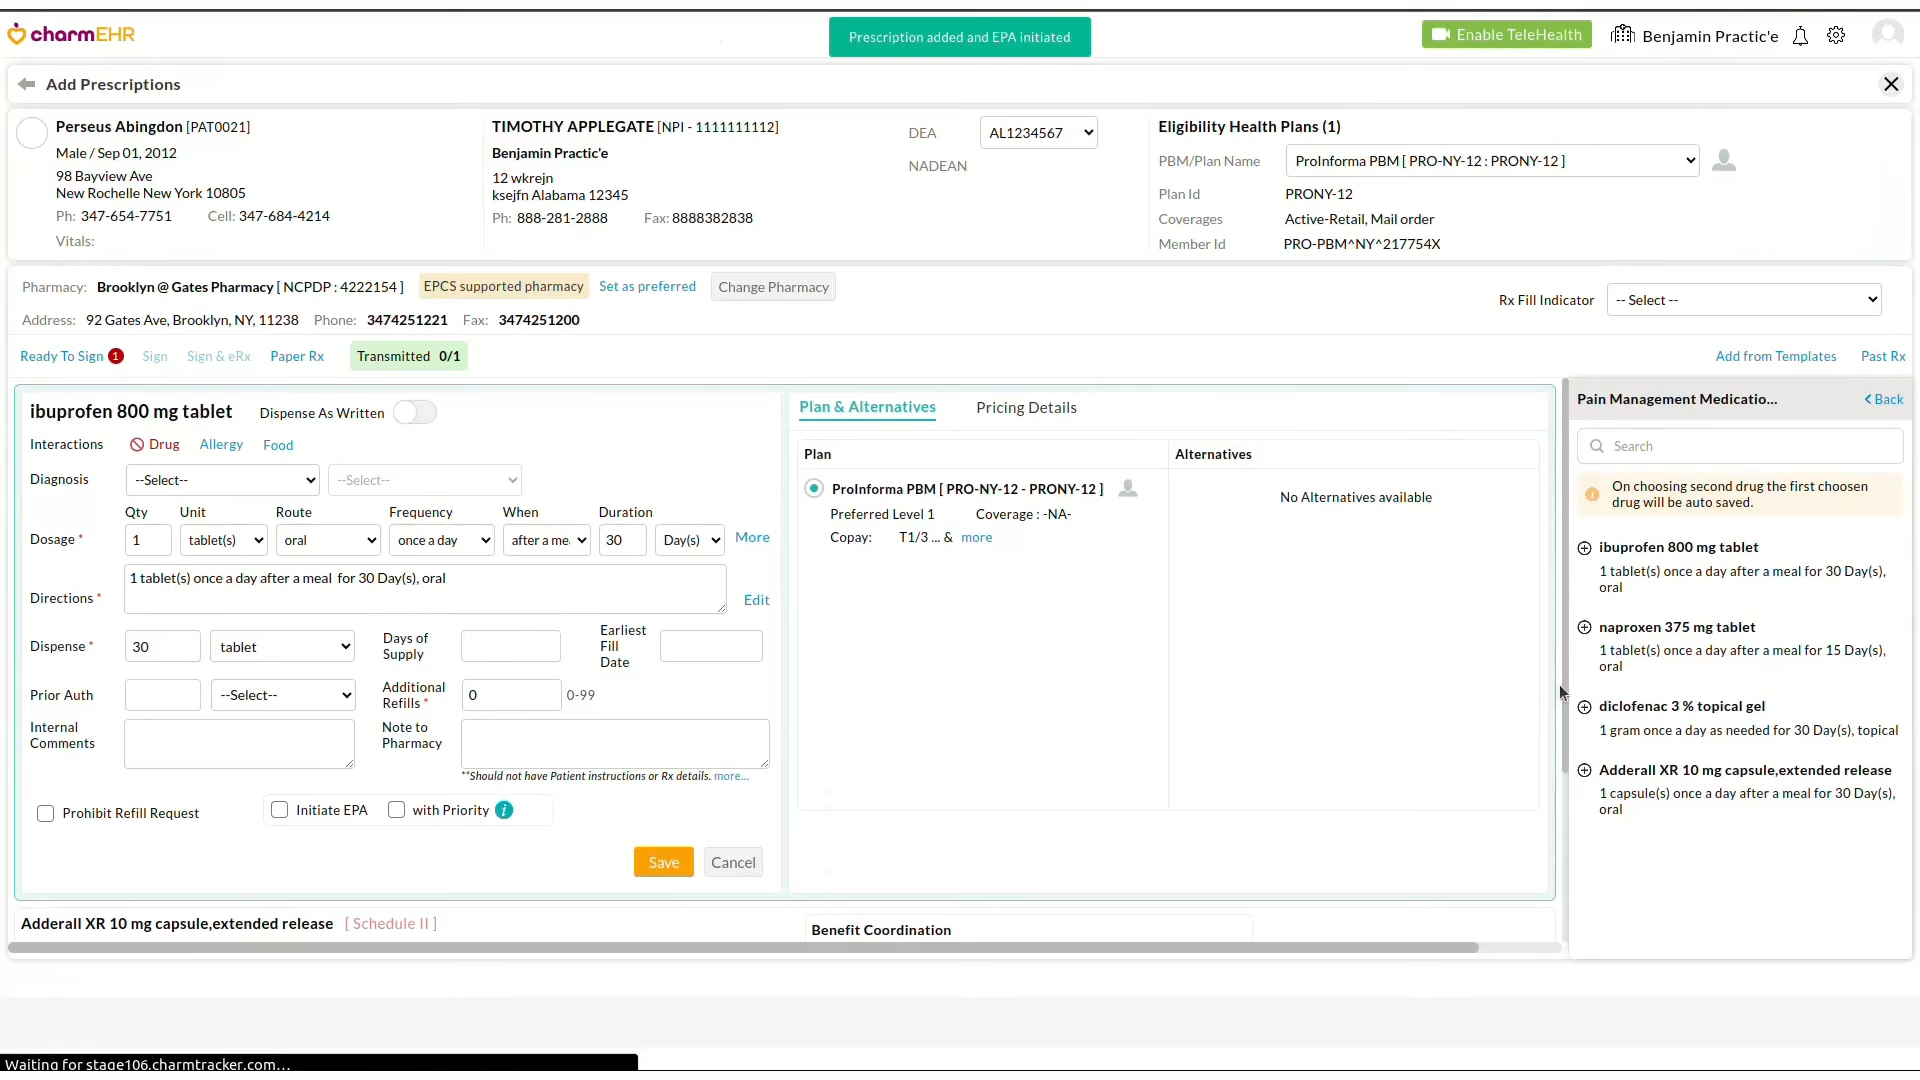 charmEHR
Prescription added and EPA initiated
Enable TeleHealth
Benjamin Practic'e
Add Prescriptions
Perseus Abingdon [PAT0021]
Male / Sep 01, 2012
98 Bayview Ave
New Rochelle New York 10805
Ph: 347-654-7751 Cell: 347-684-4214
Vitals:
TIMOTHY APPLEGATE [NPI - 1111111112]
Benjamin Practic'e
12 wkrejn
ksejfn Alabama 12345
Ph: 888-281-2888 Fax: 8888382838
DEA AL1234567
NADEAN
Eligibility Health Plans (1)
PBM/Plan Name ProInforma PBM [ PRO-NY-12 : PRONY-12 ]
Plan Id PRONY-12
Coverages Active-Retail, Mail order
Member Id PRO-PBM^NY^217754X
Pharmacy: Brooklyn @ Gates Pharmacy [ NCPDP : 4222154 ] EPCS supported pharmacy Set as preferred Change Pharmacy
Address: 92 Gates Ave, Brooklyn, NY, 11238 Phone: 3474251221 Fax: 3474251200
Rx Fill Indicator -- Select --
Ready To Sign 1 Sign Sign & eRx Paper Rx Transmitted 0/1
Add from Templates Past Rx
ibuprofen 800 mg tablet Dispense As Written
Interactions Drug Allergy Food
Diagnosis --Select-- --Select--
Qty Unit Route Frequency When Duration
Dosage * 1 tablet(s) oral once a day after a me 30 Day(s) More
Directions * 1 tablet(s) once a day after a meal for 30 Day(s), oral
Edit
Dispense * 30 tablet
Days of
Supply
Earliest
Fill
Date
Prior Auth --Select--
Additional
Refills * 0 0-99
Internal
Comments
Note to
Pharmacy
**Should not have Patient instructions or Rx details. more...
Prohibit Refill Request Initiate EPA with Priority i
Save Cancel
Plan & Alternatives Pricing Details
Plan Alternatives
ProInforma PBM [ PRO-NY-12 - PRONY-12 ]
Preferred Level 1 Coverage : -NA-
Copay: T1/3 ... & more
No Alternatives available
Adderall XR 10 mg capsule,extended release [ Schedule II ]
Benefit Coordination
Pain Management Medicatio... Back
Search
On choosing second drug the first choosen
drug will be auto saved.
ibuprofen 800 mg tablet
1 tablet(s) once a day after a meal for 30 Day(s),
oral
naproxen 375 mg tablet
1 tablet(s) once a day after a meal for 15 Day(s),
oral
diclofenac 3 % topical gel
1 gram once a day as needed for 30 Day(s), topical
Adderall XR 10 mg capsule,extended release
1 capsule(s) once a day after a meal for 30 Day(s),
oral
Waiting for stage106.charmtracker.com...